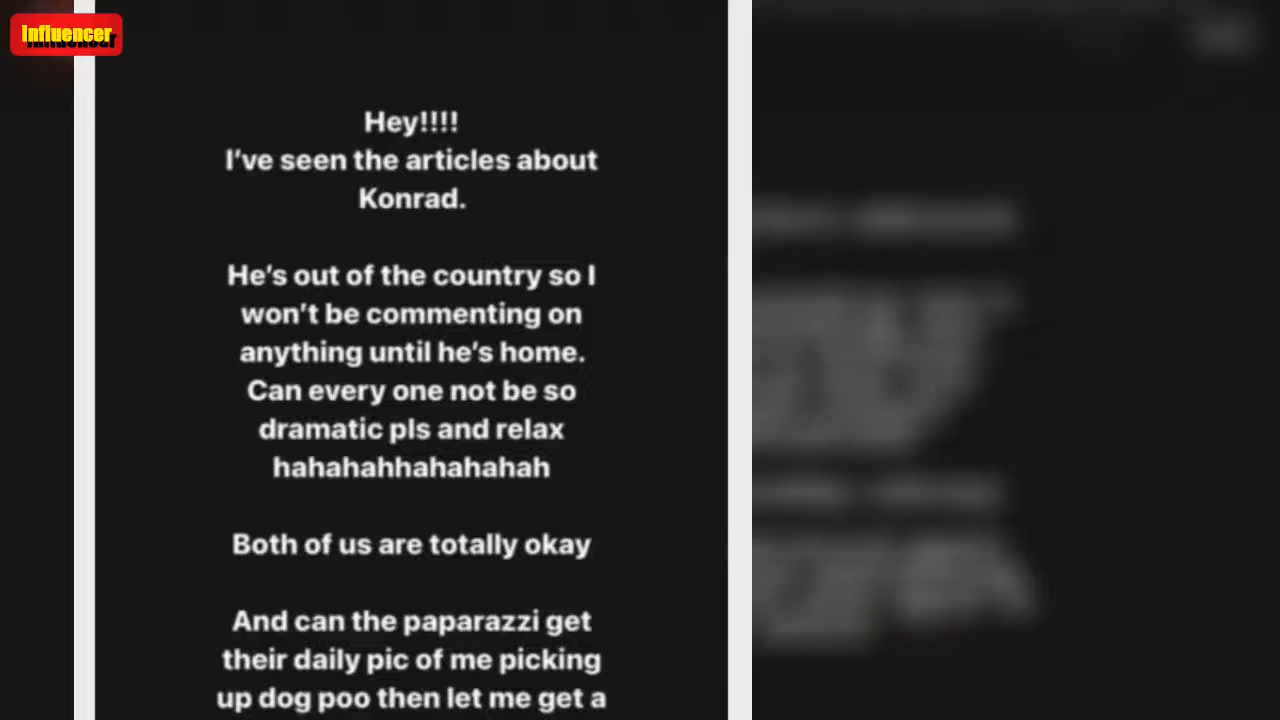 Influencer
Hey!!!!
I've seen the articles about
Konrad.
He's out of the country so I
won't be commenting on
anything until he's home.
Can every one not be so
dramatic pls and relax
hahahahhahahahah
Both of us are totally okay
And can the paparazzi get
their daily pic of me picking
up dog poo then let me get a